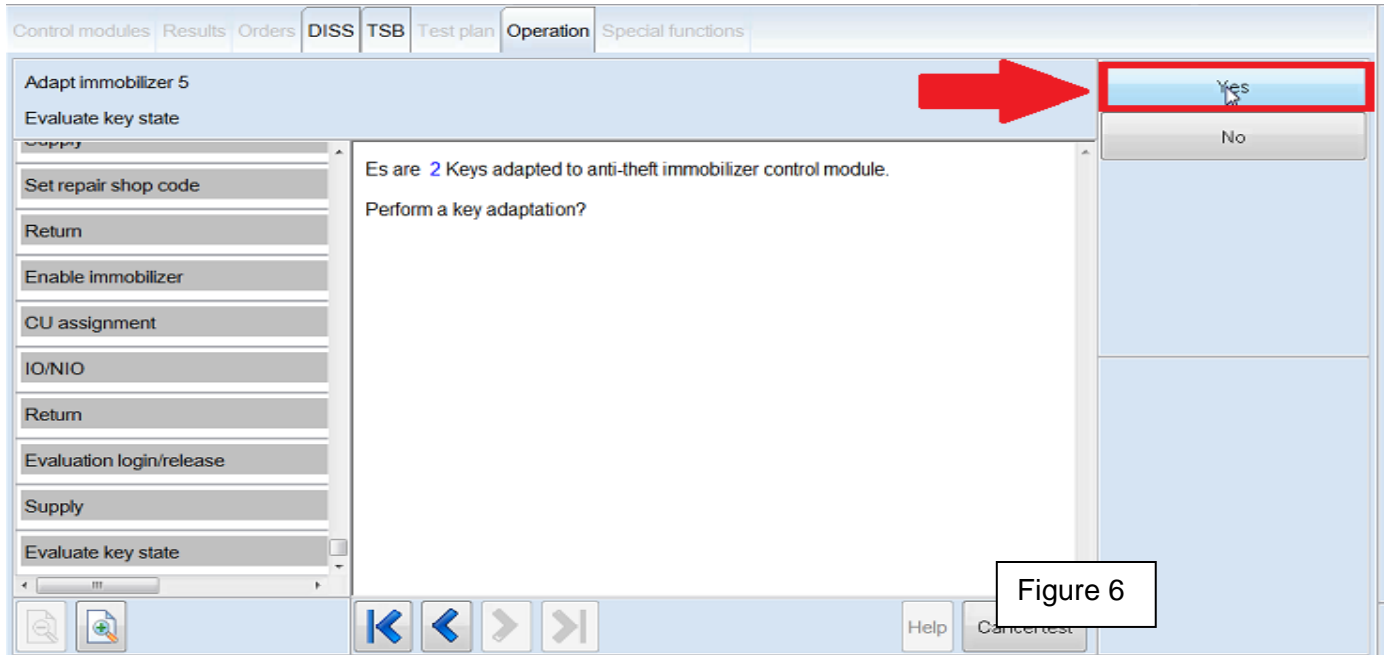 Control modules Results Orders DISS TSB Test plan Operation Special functions
Adapt immobilizer 5
Evaluate key state
Yes
No
Supply
Set repair shop code
Return
Enable immobilizer
CU assignment
IO/NIO
Return
Evaluation login/release
Supply
Evaluate key state
Es are 2 Keys adapted to anti-theft immobilizer control module.
Perform a key adaptation?
Figure 6
Help